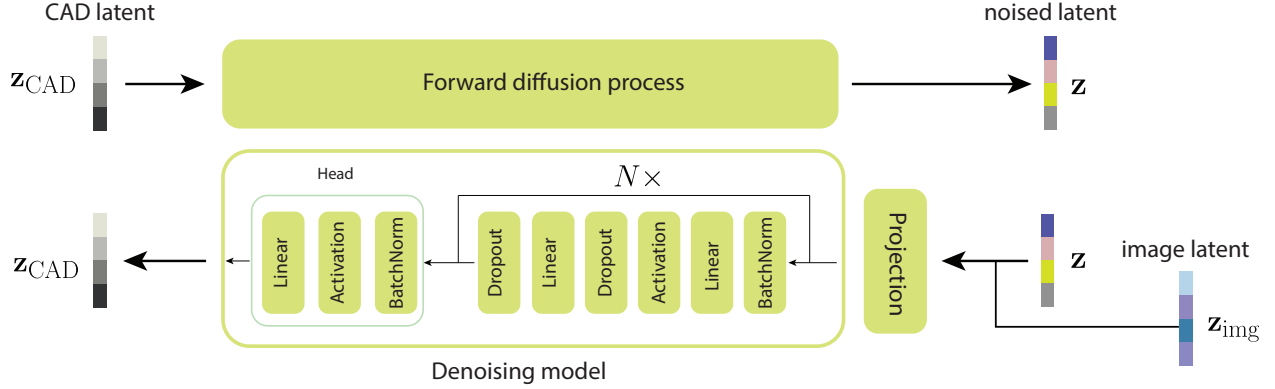 CAD latent
noised latent
z_CAD
Forward diffusion process
z
Head
N ×
Linear
Activation
BatchNorm
Dropout
Linear
Dropout
Activation
Linear
BatchNorm
Projection
z_CAD
z
image latent
z_img
Denoising model